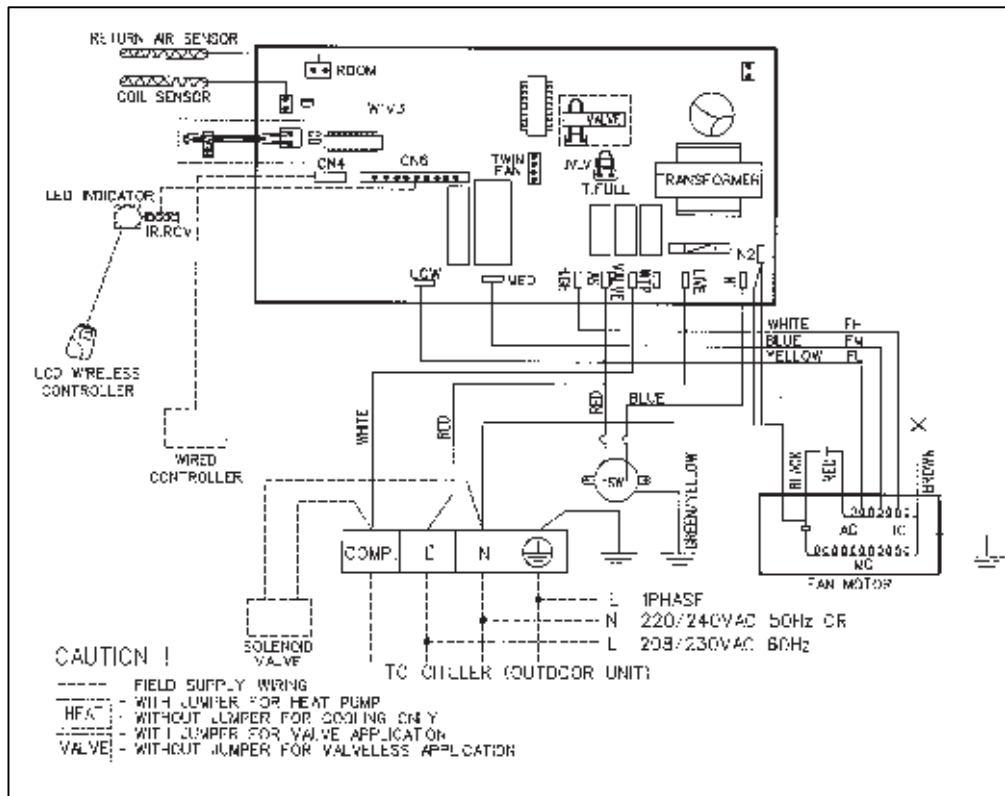 RETURN AIR SENSOR
COIL SENSOR
ROOM
VALVE
TWIN
FAN
T.FULL
TRANSFORMER
CN4
CN6
LED INDICATOR
IR.RCV
N2
LOW
MED
VALVE
LIVE
N
LCD WIRELESS
CONTROLLER
WIRED
CONTROLLER
WHITE FH
BLUE FM
YELLOW FL
WHITE
RED
RED
BLUE
GREEN/YELLOW
BLACK
RED
BROWN
COMP.
L
N
FAN MOTOR
SOLENOID
VALVE
L 1PHASE
N 220/240VAC 50Hz OR
L 208/230VAC 60Hz
TO CHILLER (OUTDOOR UNIT)
CAUTION !
FIELD SUPPLY WIRING
HEAT - WITH JUMPER FOR HEAT PUMP
- WITHOUT JUMPER FOR COOLING ONLY
VALVE - WITH JUMPER FOR VALVE APPLICATION
- WITHOUT JUMPER FOR VALVELESS APPLICATION